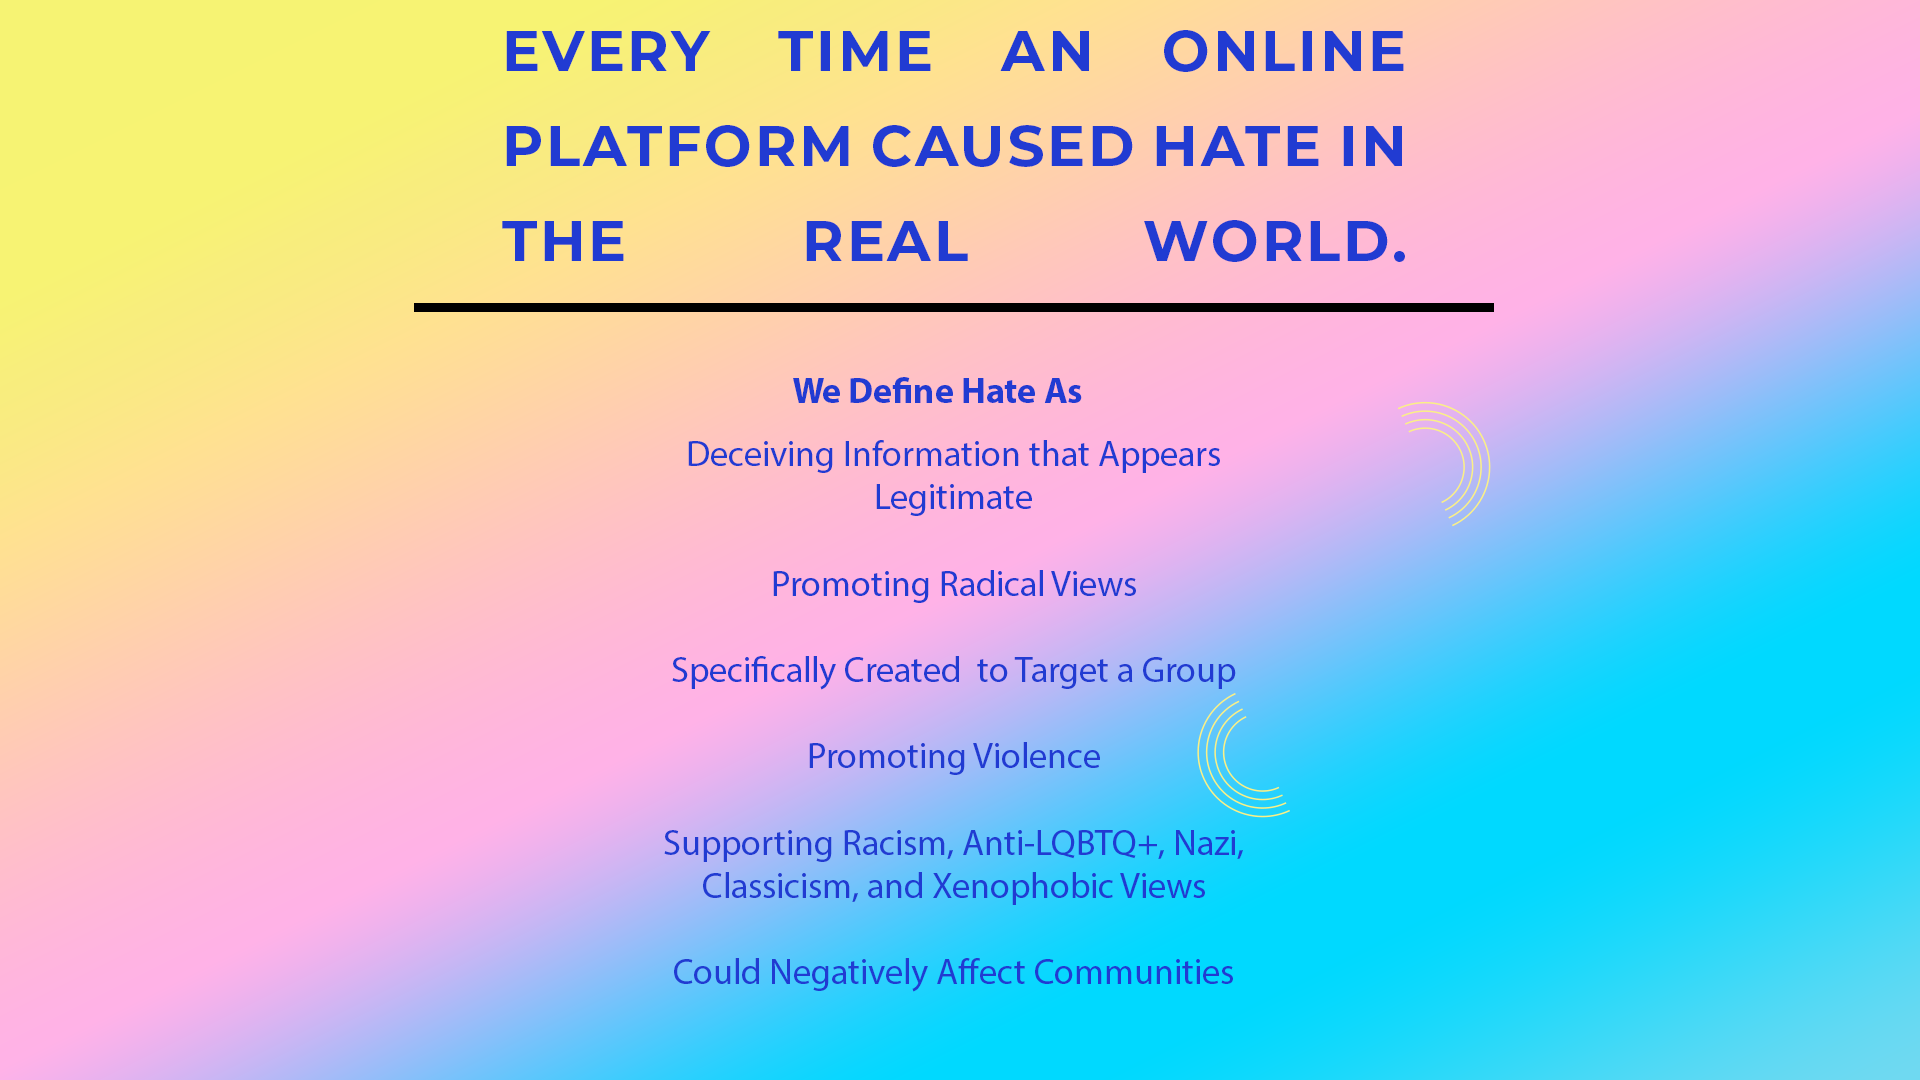 EVERY TIME AN ONLINE
PLATFORM CAUSED HATE IN
THE REAL WORLD.
We Define Hate As
Deceiving Information that Appears
Legitimate
Promoting Radical Views
Specifically Created  to Target a Group
Promoting Violence
Supporting Racism, Anti-LQBTQ+, Nazi,
Classicism, and Xenophobic Views
Could Negatively Affect Communities